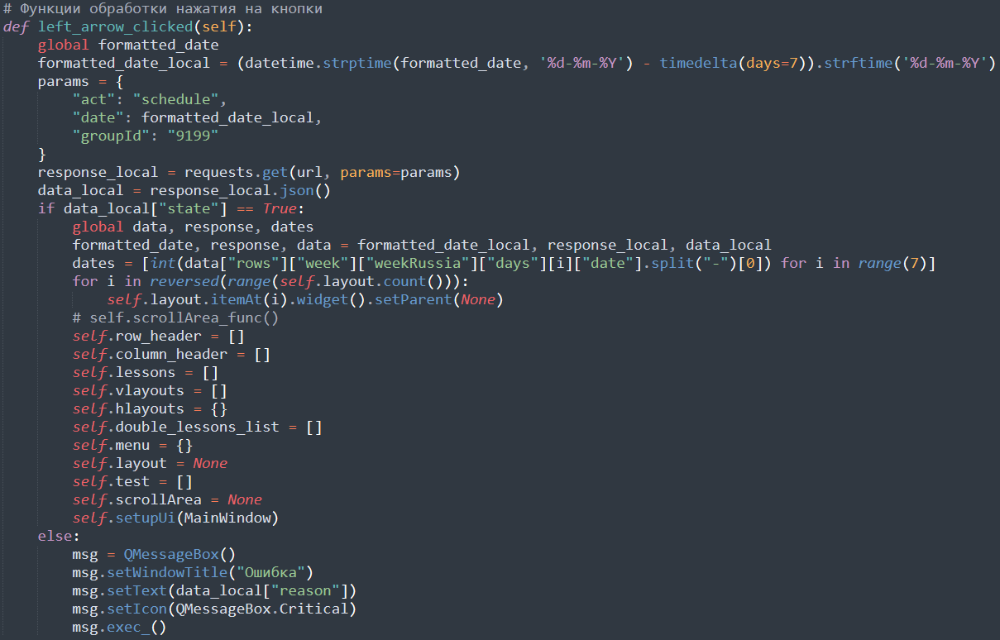 # Функции обработки нажатия на кнопки
def left_arrow_clicked(self):
    global formatted_date
    formatted_date_local = (datetime.strptime(formatted_date, '%d-%m-%Y') - timedelta(days=7)).strftime('%d-%m-%Y')
    params = {
        "act": "schedule",
        "date": formatted_date_local,
        "groupId": "9199"
    }
    response_local = requests.get(url, params=params)
    data_local = response_local.json()
    if data_local["state"] == True:
        global data, response, dates
        formatted_date, response, data = formatted_date_local, response_local, data_local
        dates = [int(data["rows"]["week"]["weekRussia"]["days"][i]["date"].split("-")[0]) for i in range(7)]
        for i in reversed(range(self.layout.count())):
            self.layout.itemAt(i).widget().setParent(None)
        # self.scrollArea_func()
        self.row_header = []
        self.column_header = []
        self.lessons = []
        self.vlayouts = []
        self.hlayouts = {}
        self.double_lessons_list = []
        self.menu = {}
        self.layout = None
        self.test = []
        self.scrollArea = None
        self.setupUi(MainWindow)
    else:
        msg = QMessageBox()
        msg.setWindowTitle("Ошибка")
        msg.setText(data_local["reason"])
        msg.setIcon(QMessageBox.Critical)
        msg.exec_()